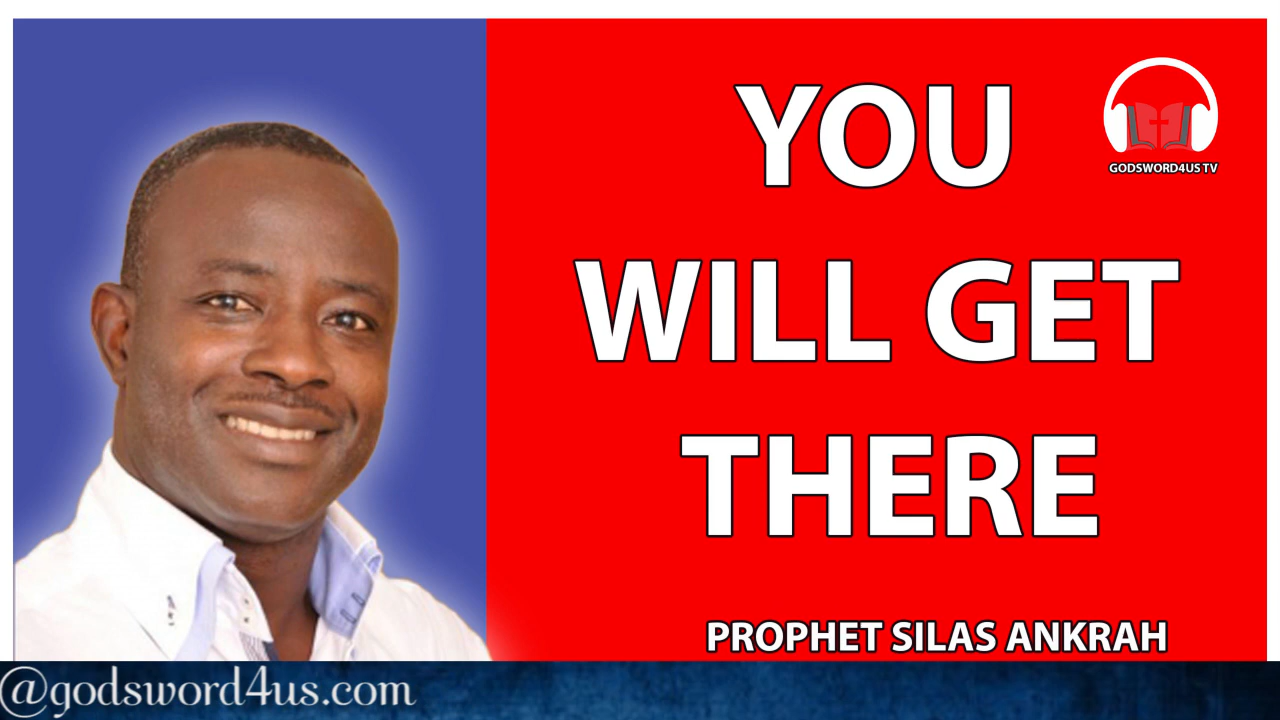 YOU
WILL GET
THERE
GODSWORD4US TV
PROPHET SILAS ANKRAH
@godsword4us.com